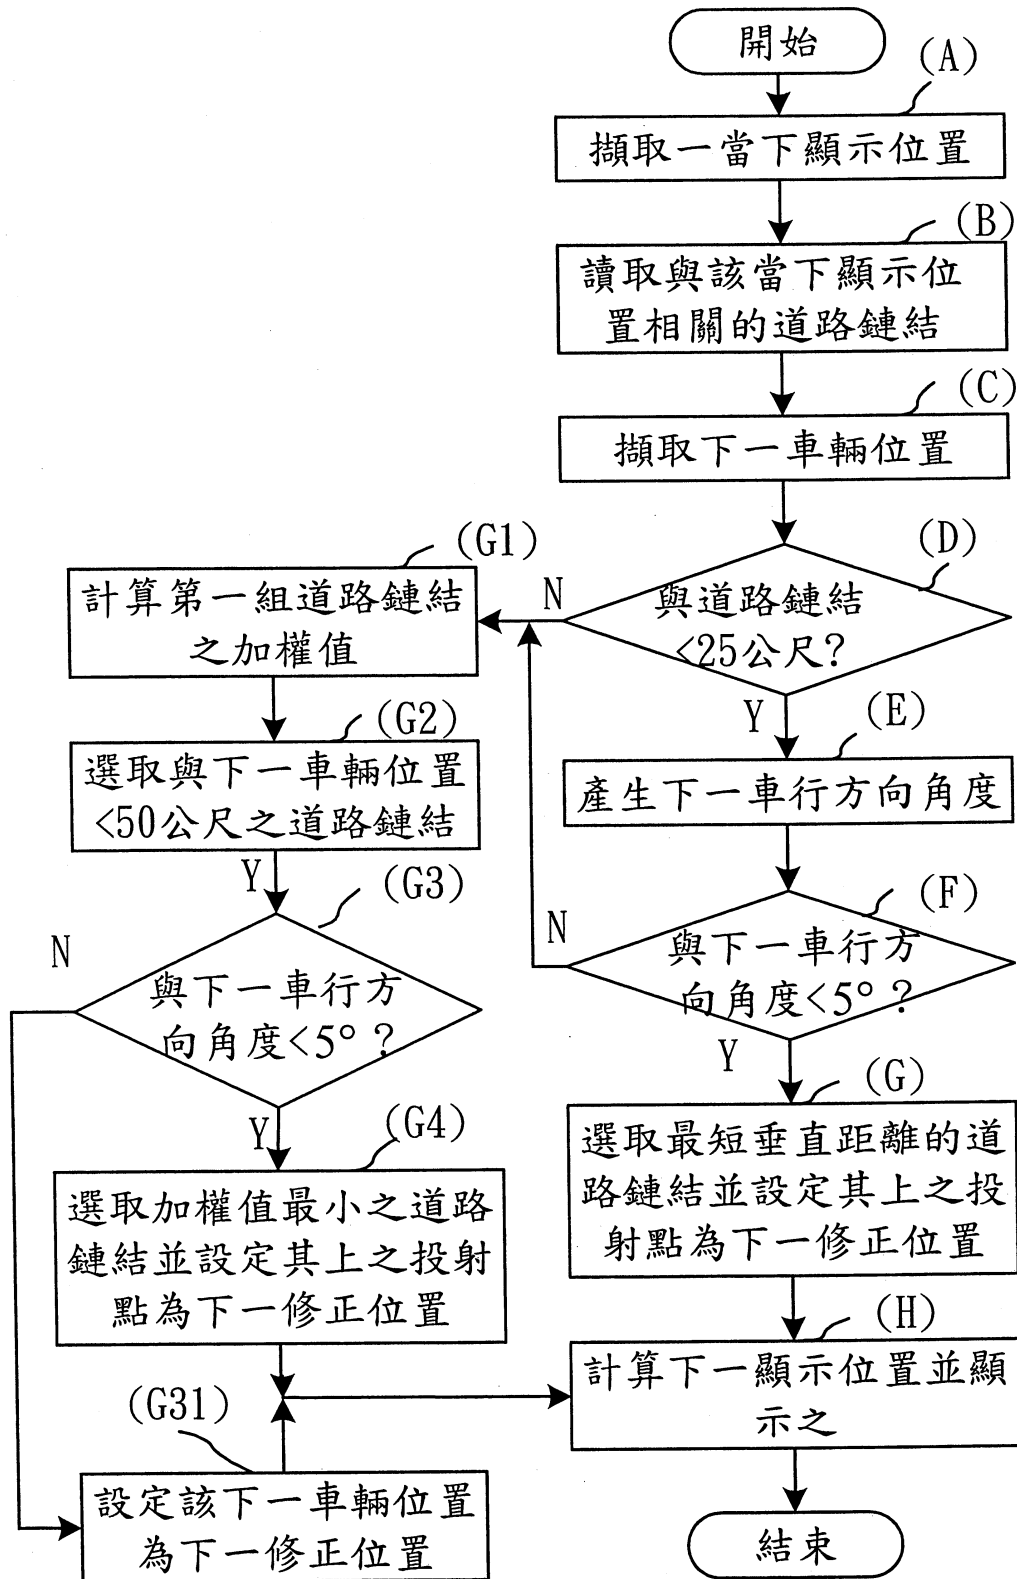 開始
(A)
擷取一當下顯示位置
(B)
讀取與該當下顯示位
置相關的道路鏈結
(C)
擷取下一車輛位置
(D)
與道路鏈結
<25公尺?
N
Y
(E)
產生下一車行方向角度
(F)
與下一車行方
向角度<5°?
N
Y
(G)
選取最短垂直距離的道
路鏈結並設定其上之投
射點為下一修正位置
(H)
計算下一顯示位置並顯
示之
結束
(G1)
計算第一組道路鏈結
之加權值
(G2)
選取與下一車輛位置
<50公尺之道路鏈結
Y
(G3)
N
與下一車行方
向角度<5°?
Y
(G4)
選取加權值最小之道路
鏈結並設定其上之投射
點為下一修正位置
(G31)
設定該下一車輛位置
為下一修正位置